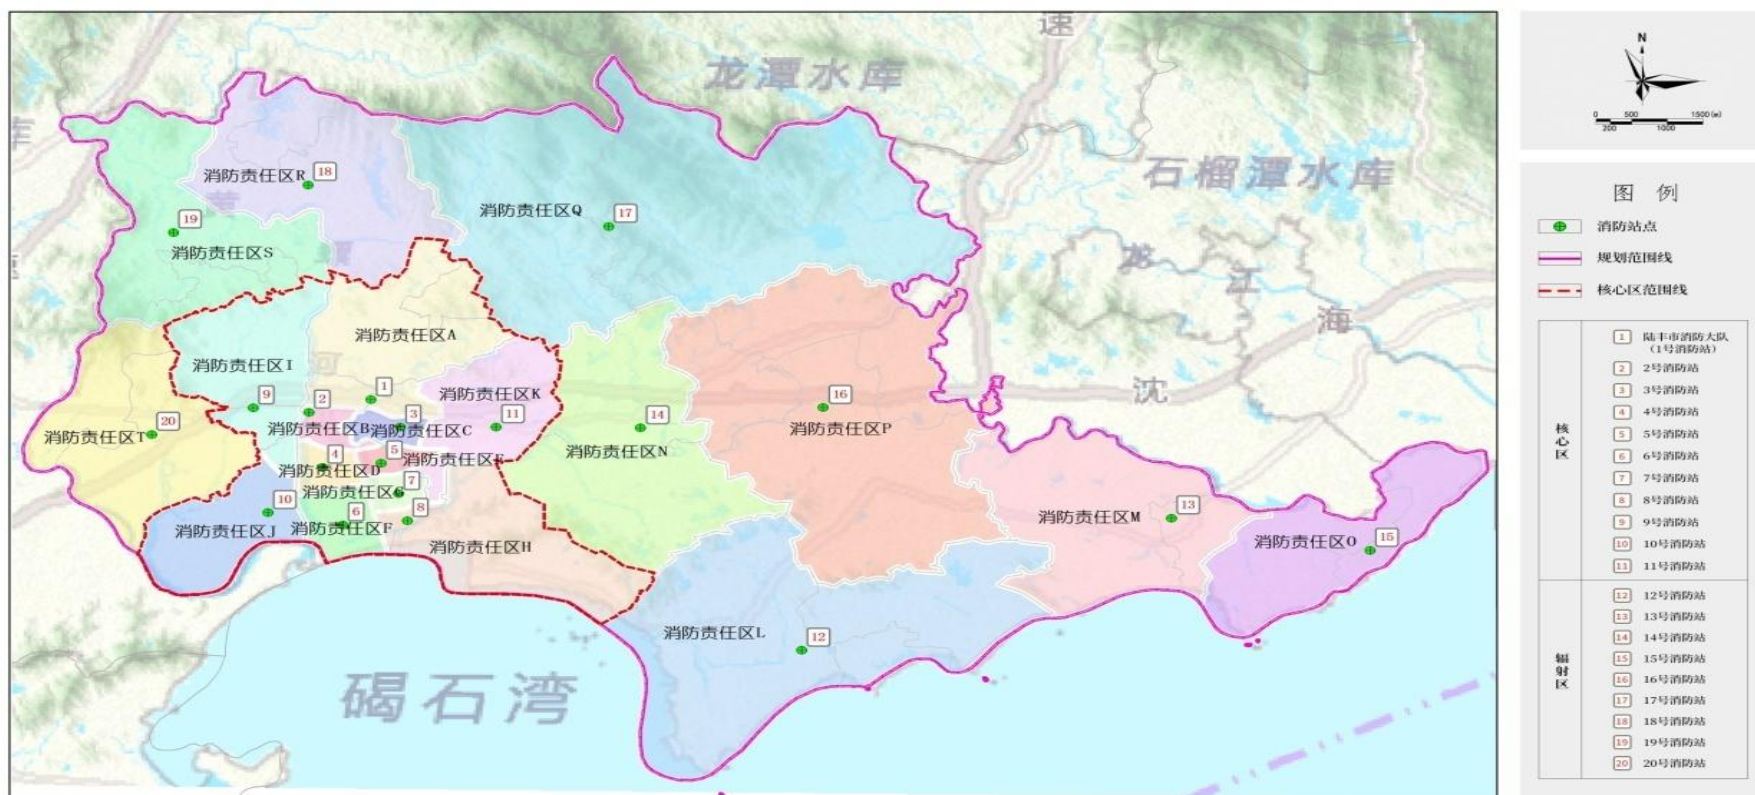 速
龙潭水库
库
石榴潭水库
消防责任区R
18
黄
19
消防责任区S
消防责任区Q
17
龙
江
海
沈
消防责任区A
消防责任区I
河
消防责任区K
9
2
1
3
11
14
16
20
消防责任区T
消防责任区B
消防责任区C
消防责任区N
消防责任区P
4
5
消防责任区E
消防责任区D
7
消防责任区G
10
6
8
消防责任区J
消防责任区F
消防责任区H
消防责任区M
13
消防责任区O
15
消防责任区L
12
碣石湾
N
0 500 1500(m)
200 1000
图 例
消防站点
规划范围线
核心区范围线
核心区
1 陆丰市消防大队
（1号消防站）
2 2号消防站
3 3号消防站
4 4号消防站
5 5号消防站
6 6号消防站
7 7号消防站
8 8号消防站
9 9号消防站
10 10号消防站
11 11号消防站
辐射区
12 12号消防站
13 13号消防站
14 14号消防站
15 15号消防站
16 16号消防站
17 17号消防站
18 18号消防站
19 19号消防站
20 20号消防站